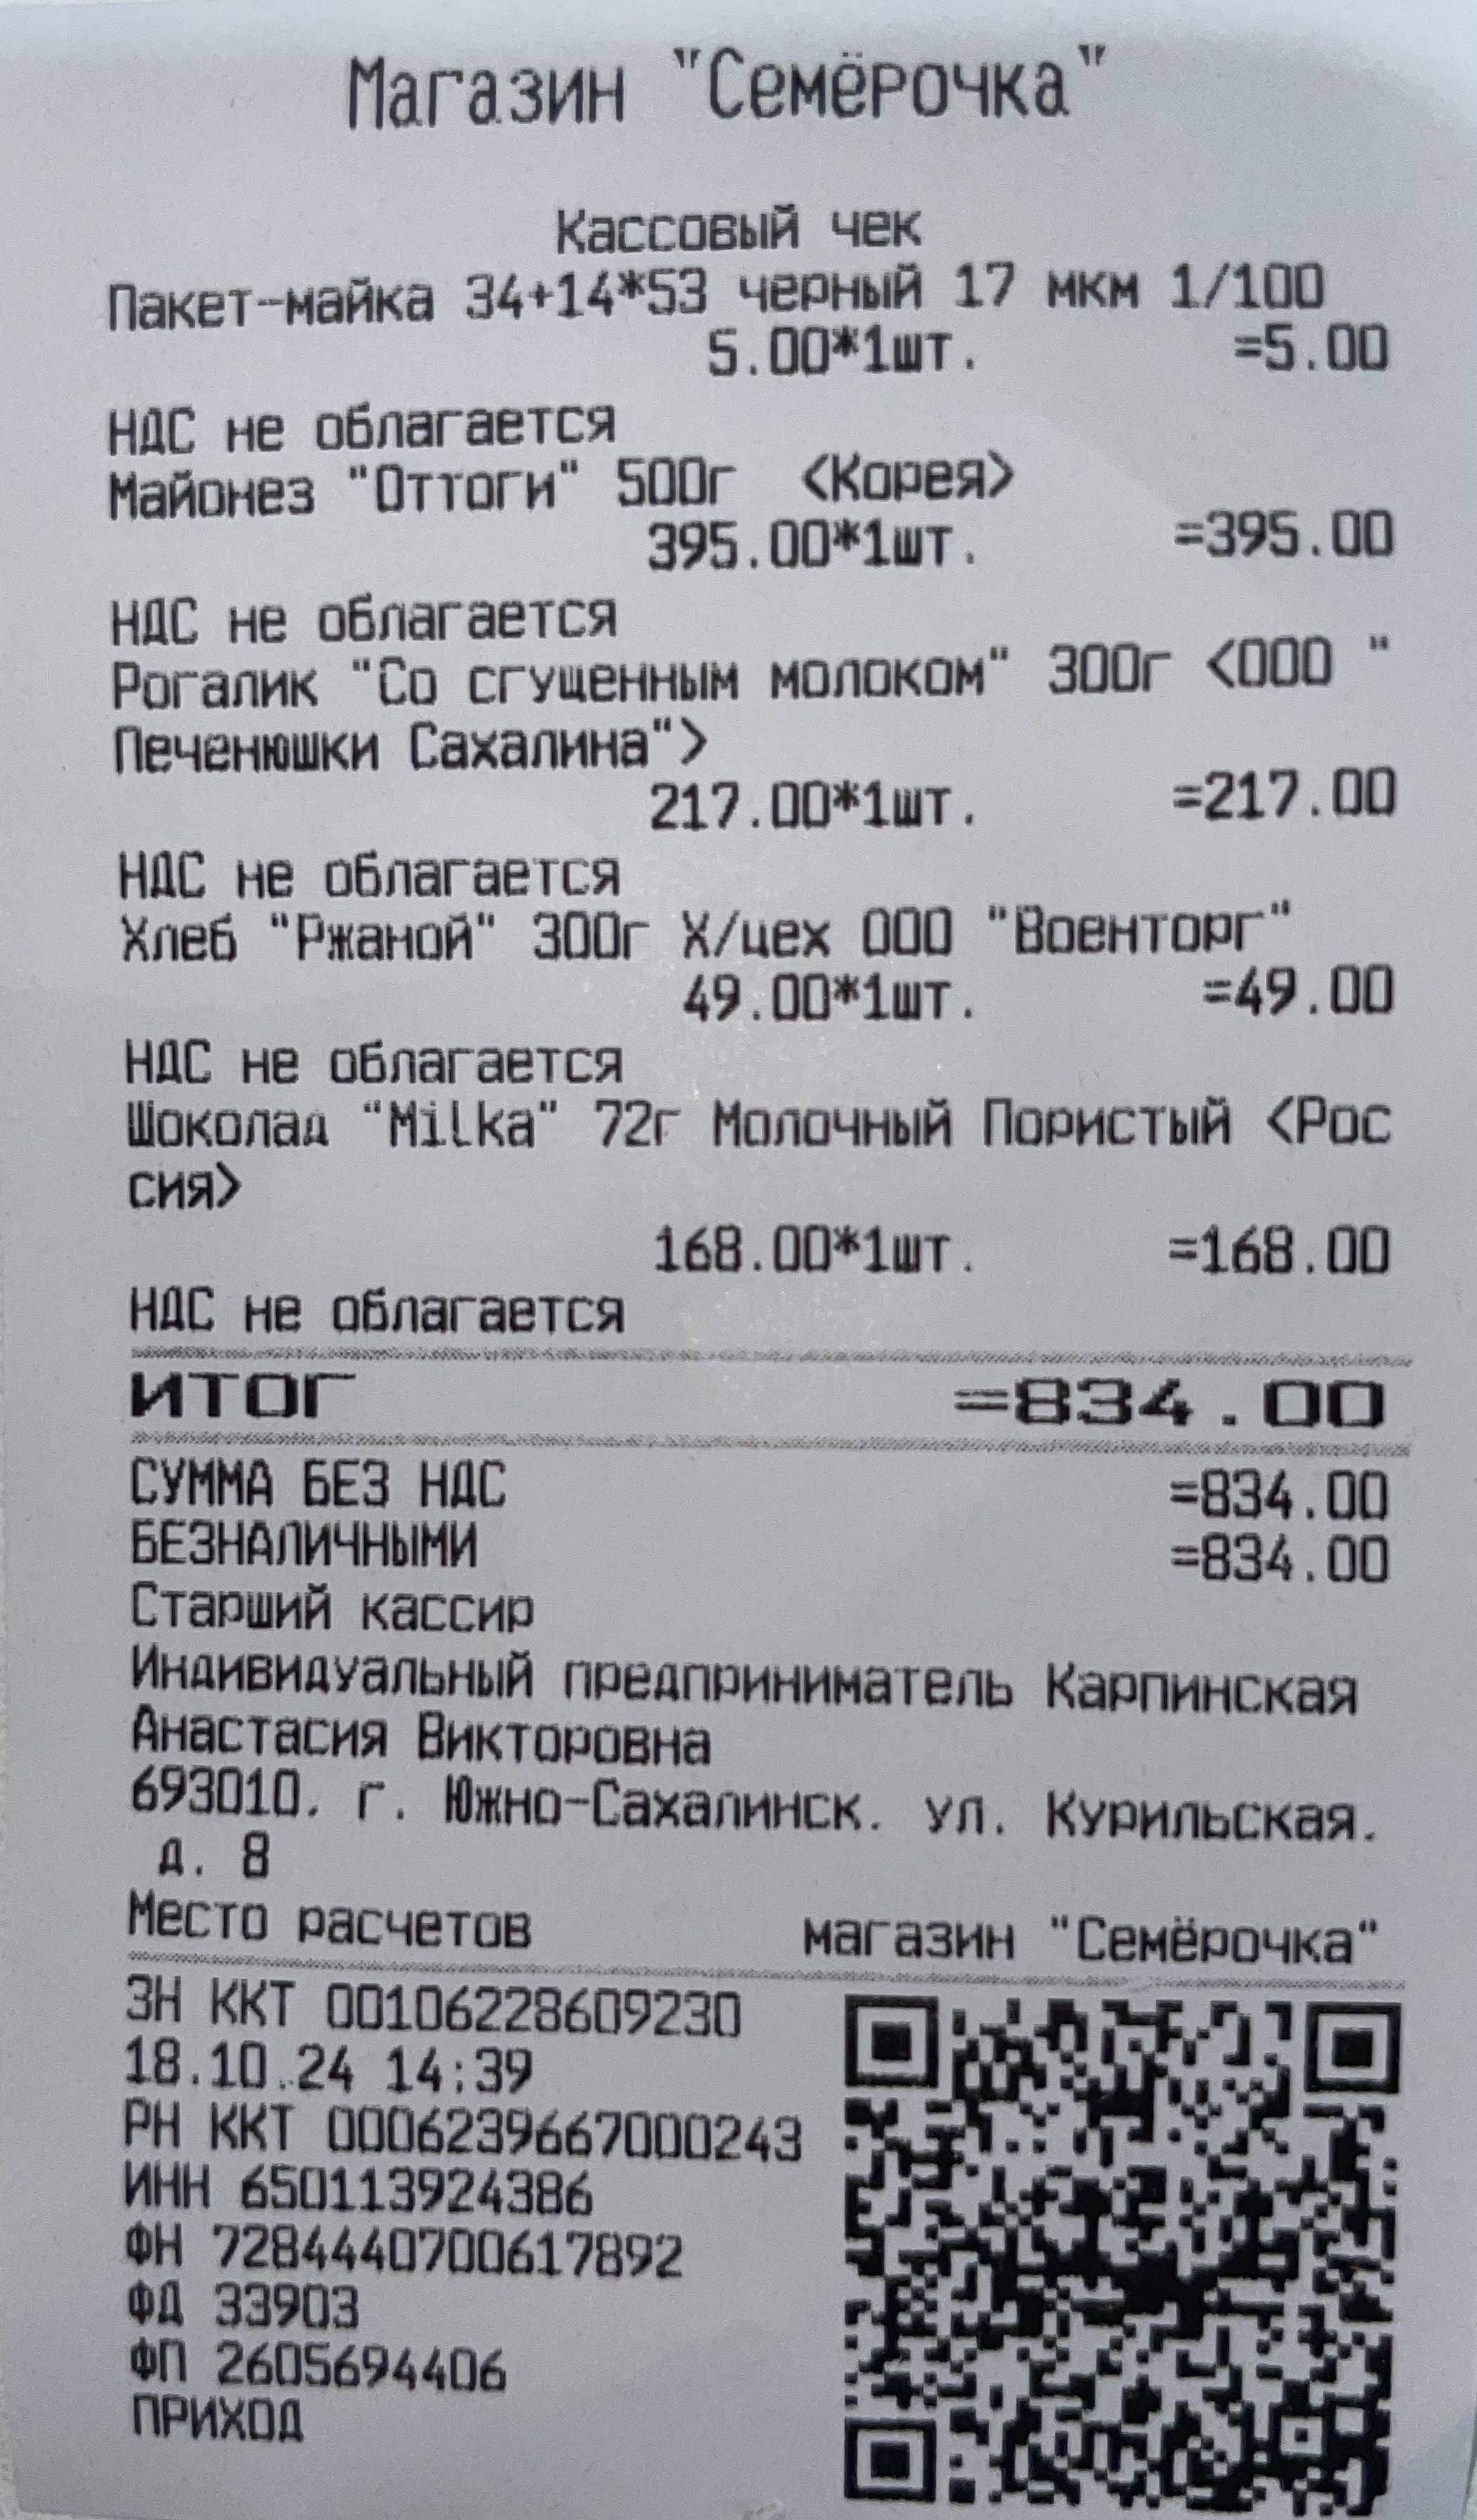 Магазин "Семёрочка"
Кассовый чек
Пакет-майка 34+14*53 черный 17 мкм 1/100
5.00*1шт. =5.00
НДС не облагается
Майонез "Оттоги" 500г <Корея>
395.00*1шт. =395.00
НДС не облагается
Рогалик "Со сгущенным молоком" 300г <ООО "
Печенюшки Сахалина">
217.00*1шт. =217.00
НДС не облагается
Хлеб "Ржаной" 300г Х/цех ООО "Военторг"
49.00*1шт. =49.00
НДС не облагается
Шоколад "Milka" 72г Молочный Пористый <Рос
сия>
168.00*1шт. =168.00
НДС не облагается
ИТОГ =834.00
СУММА БЕЗ НДС =834.00
БЕЗНАЛИЧНЫМИ =834.00
Старший кассир
Индивидуальный предприниматель Карпинская
Анастасия Викторовна
693010. г. Южно-Сахалинск. ул. Курильская.
д. 8
Место расчетов магазин "Семёрочка"
ЗН ККТ 00106228609230
18.10.24 14:39
РН ККТ 0006239667000243
ИНН 650113924386
ФН 7284440700617892
ФД 33903
ФП 2605694406
ПРИХОД